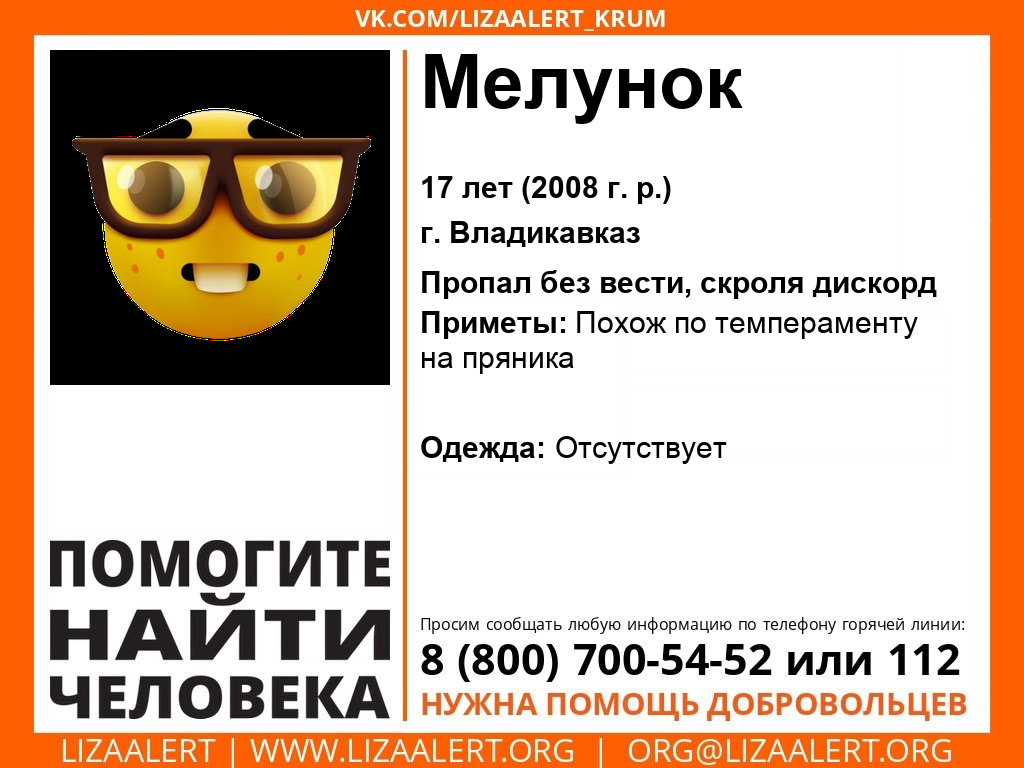 VK.COM/LIZAALERT_KRUM
Мелунок
17 лет (2008 г. р.)
г. Владикавказ
Пропал без вести, скроля дискорд
Приметы: Похож по темпераменту
на пряника
Одежда: Отсутствует
ПОМОГИТЕ
НАЙТИ
ЧЕЛОВЕКА
Просим сообщать любую информацию по телефону горячей линии:
8 (800) 700-54-52 или 112
НУЖНА ПОМОЩЬ ДОБРОВОЛЬЦЕВ
LIZAALERT | WWW.LIZAALERT.ORG | ORG@LIZAALERT.ORG